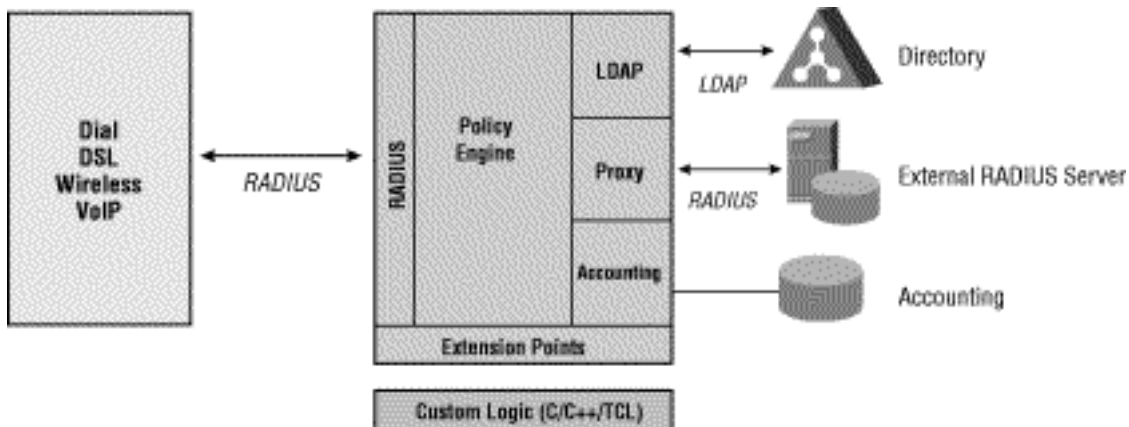 Dial
DSL
Wireless
VoIP
RADIUS
RADIUS
Policy
Engine
LDAP
Proxy
Accounting
Extension Points
Custom Logic (C/C++/TCL)
LDAP
Directory
RADIUS
External RADIUS Server
Accounting